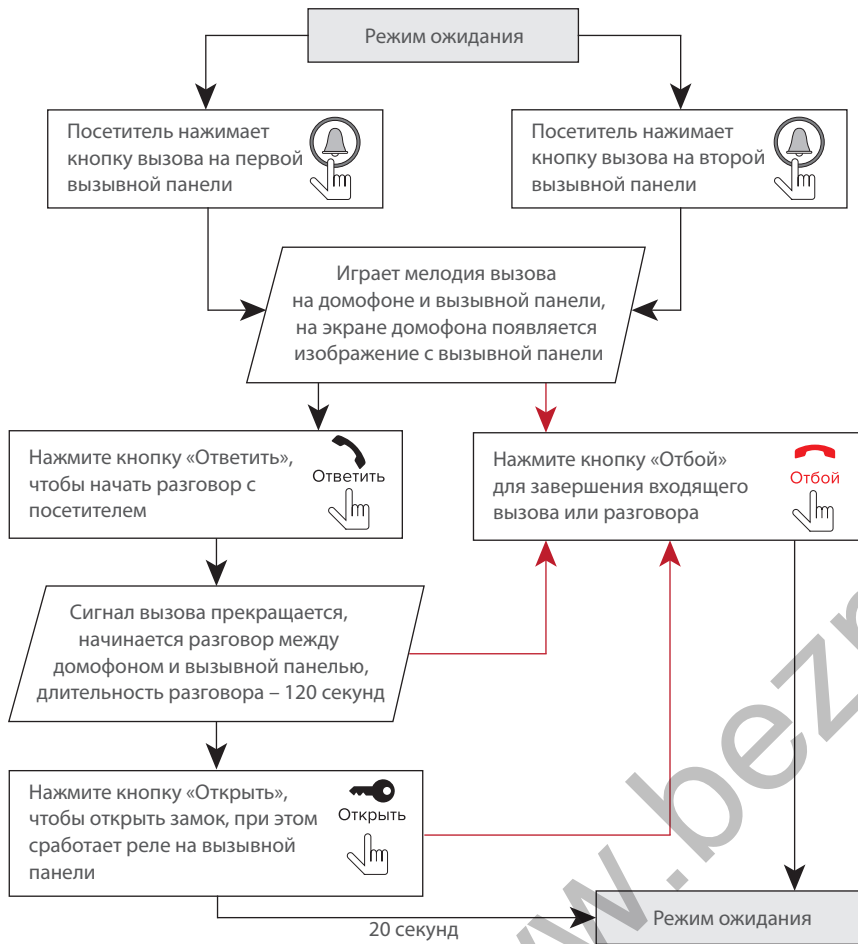 Режим ожидания
Посетитель нажимает
кнопку вызова на первой
вызывной панели
Посетитель нажимает
кнопку вызова на второй
вызывной панели
Играет мелодия вызова
на домофоне и вызывной панели,
на экране домофона появляется
изображение с вызывной панели
Нажмите кнопку «Ответить»,
чтобы начать разговор с
посетителем
Ответить
Нажмите кнопку «Отбой»
для завершения входящего
вызова или разговора
Отбой
Сигнал вызова прекращается,
начинается разговор между
домофоном и вызывной панелью,
длительность разговора – 120 секунд
Нажмите кнопку «Открыть»,
чтобы открыть замок, при этом
сработает реле на вызывной
панели
Открыть
20 секунд
Режим ожидания